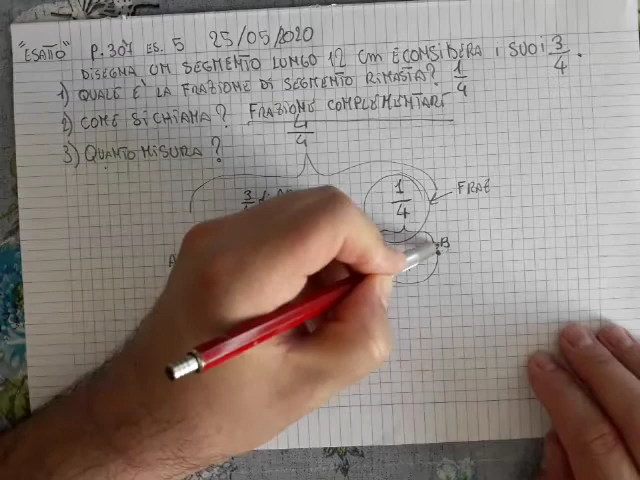 "ESATTO" P. 307 ES. 5 25/05/2020
DISEGNA UN SEGMENTO LUNGO 12 cm E CONSIDERA I SUOI 3/4.
1) QUALE E' LA FRAZIONE DI SEGMENTO RIMASTA? 1/4
2) COME SI CHIAMA? FRAZIONE COMPLEMENTARE
3) QUANTO MISURA?
4/4
1/4 FRAZ
A B